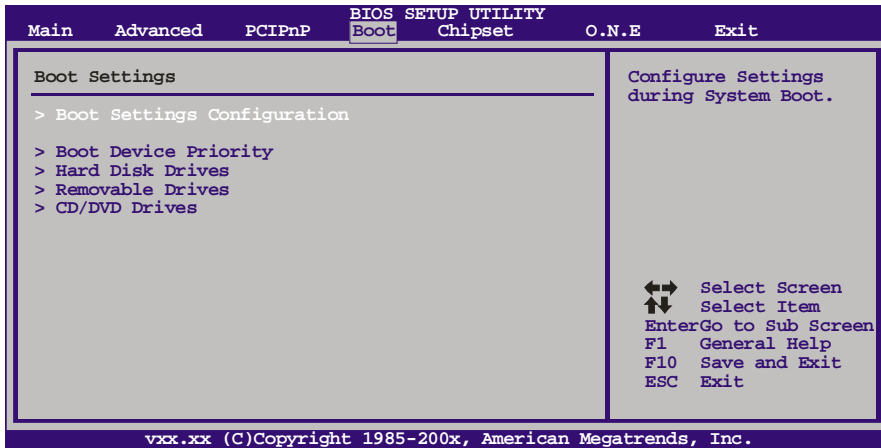 BIOS SETUP UTILITY
Main Advanced PCIPnP Boot Chipset O.N.E Exit
Boot Settings
> Boot Settings Configuration
> Boot Device Priority
> Hard Disk Drives
> Removable Drives
> CD/DVD Drives
Configure Settings
during System Boot.
Select Screen
Select Item
EnterGo to Sub Screen
F1 General Help
F10 Save and Exit
ESC Exit
vxx.xx (C)Copyright 1985-200x, American Megatrends, Inc.